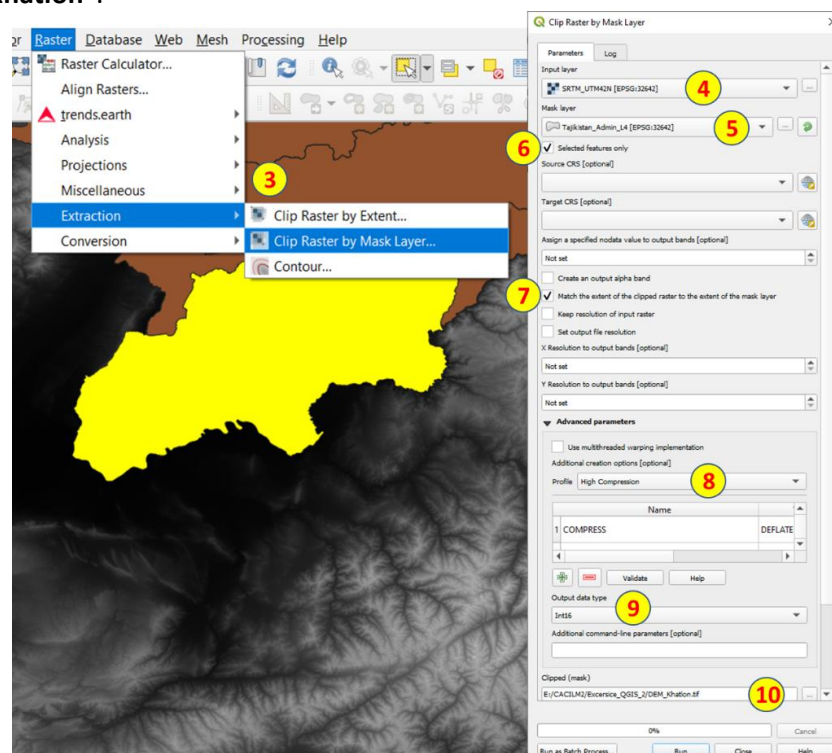 Raster Database Web Mesh Processing Help
Raster Calculator...
Align Rasters...
trends.earth
Analysis
Projections
Miscellaneous
Extraction
Conversion
3
Clip Raster by Extent...
Clip Raster by Mask Layer...
Contour...
Clip Raster by Mask Layer
Parameters Log
Input layer
SRTM_UTM42N [EPSG:32642]
4
...
Mask layer
Tajikistan_Admin_L4 [EPSG:32642]
5
...
6
Selected features only
Source CRS [optional]
Target CRS [optional]
Assign a specified nodata value to output bands [optional]
Not set
Create an output alpha band
7
Match the extent of the clipped raster to the extent of the mask layer
Keep resolution of input raster
Set output file resolution
X Resolution to output bands [optional]
Not set
Y Resolution to output bands [optional]
Not set
Advanced parameters
Use multithreaded warping implementation
Additional creation options [optional]
Profile High Compression
8
Name
1 COMPRESS DEFLATE
Validate Help
Output data type
9
Int16
Additional command-line parameters [optional]
Clipped (mask)
E:/CACILM2/Excersice_QGIS_2/DEM_Khation.tif
10
...
0% Cancel
Run as Batch Process... Run Close Help